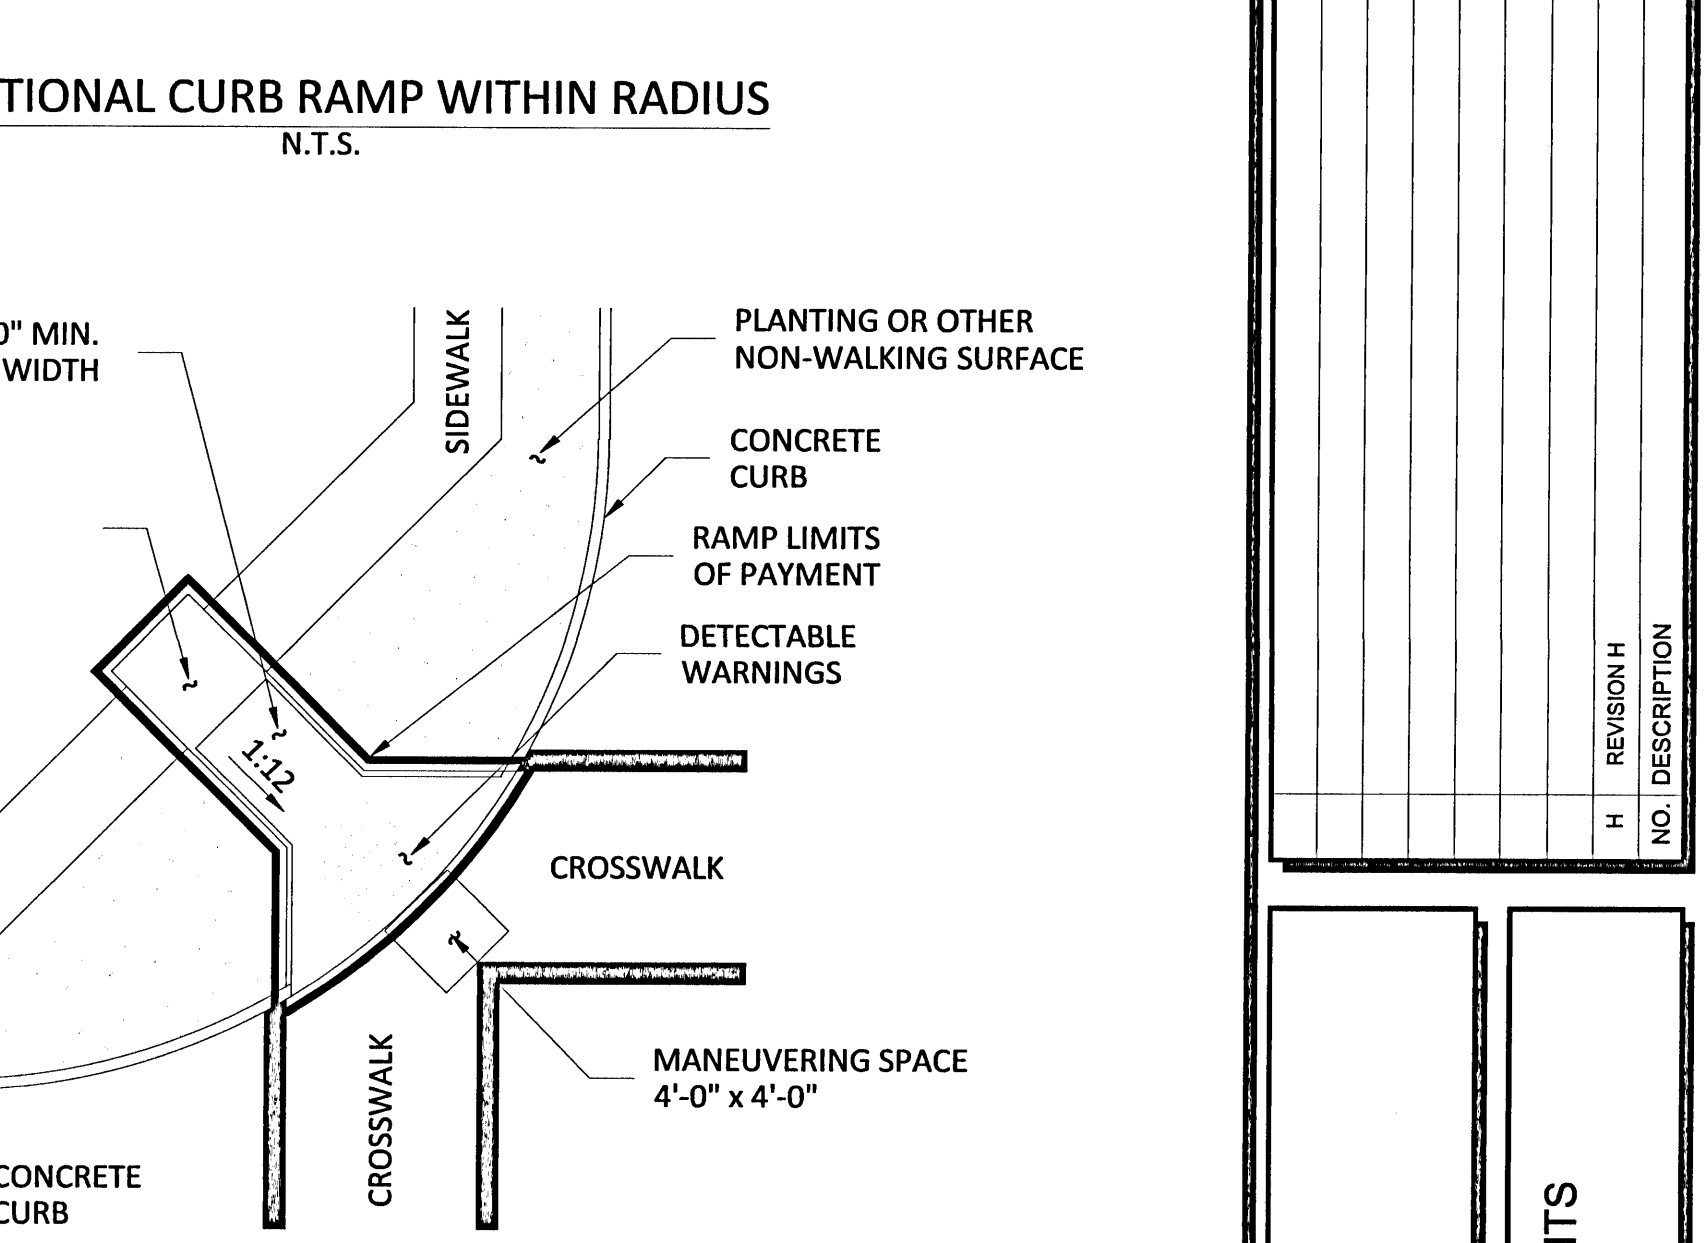 TIONAL CURB RAMP WITHIN RADIUS
N.T.S.
0" MIN.
WIDTH
SIDEWALK
PLANTING OR OTHER
NON-WALKING SURFACE
CONCRETE
CURB
RAMP LIMITS
OF PAYMENT
DETECTABLE
WARNINGS
1:12
CROSSWALK
CROSSWALK
MANEUVERING SPACE
4'-0" x 4'-0"
CONCRETE
CURB
H REVISION H
NO. DESCRIPTION
ITS